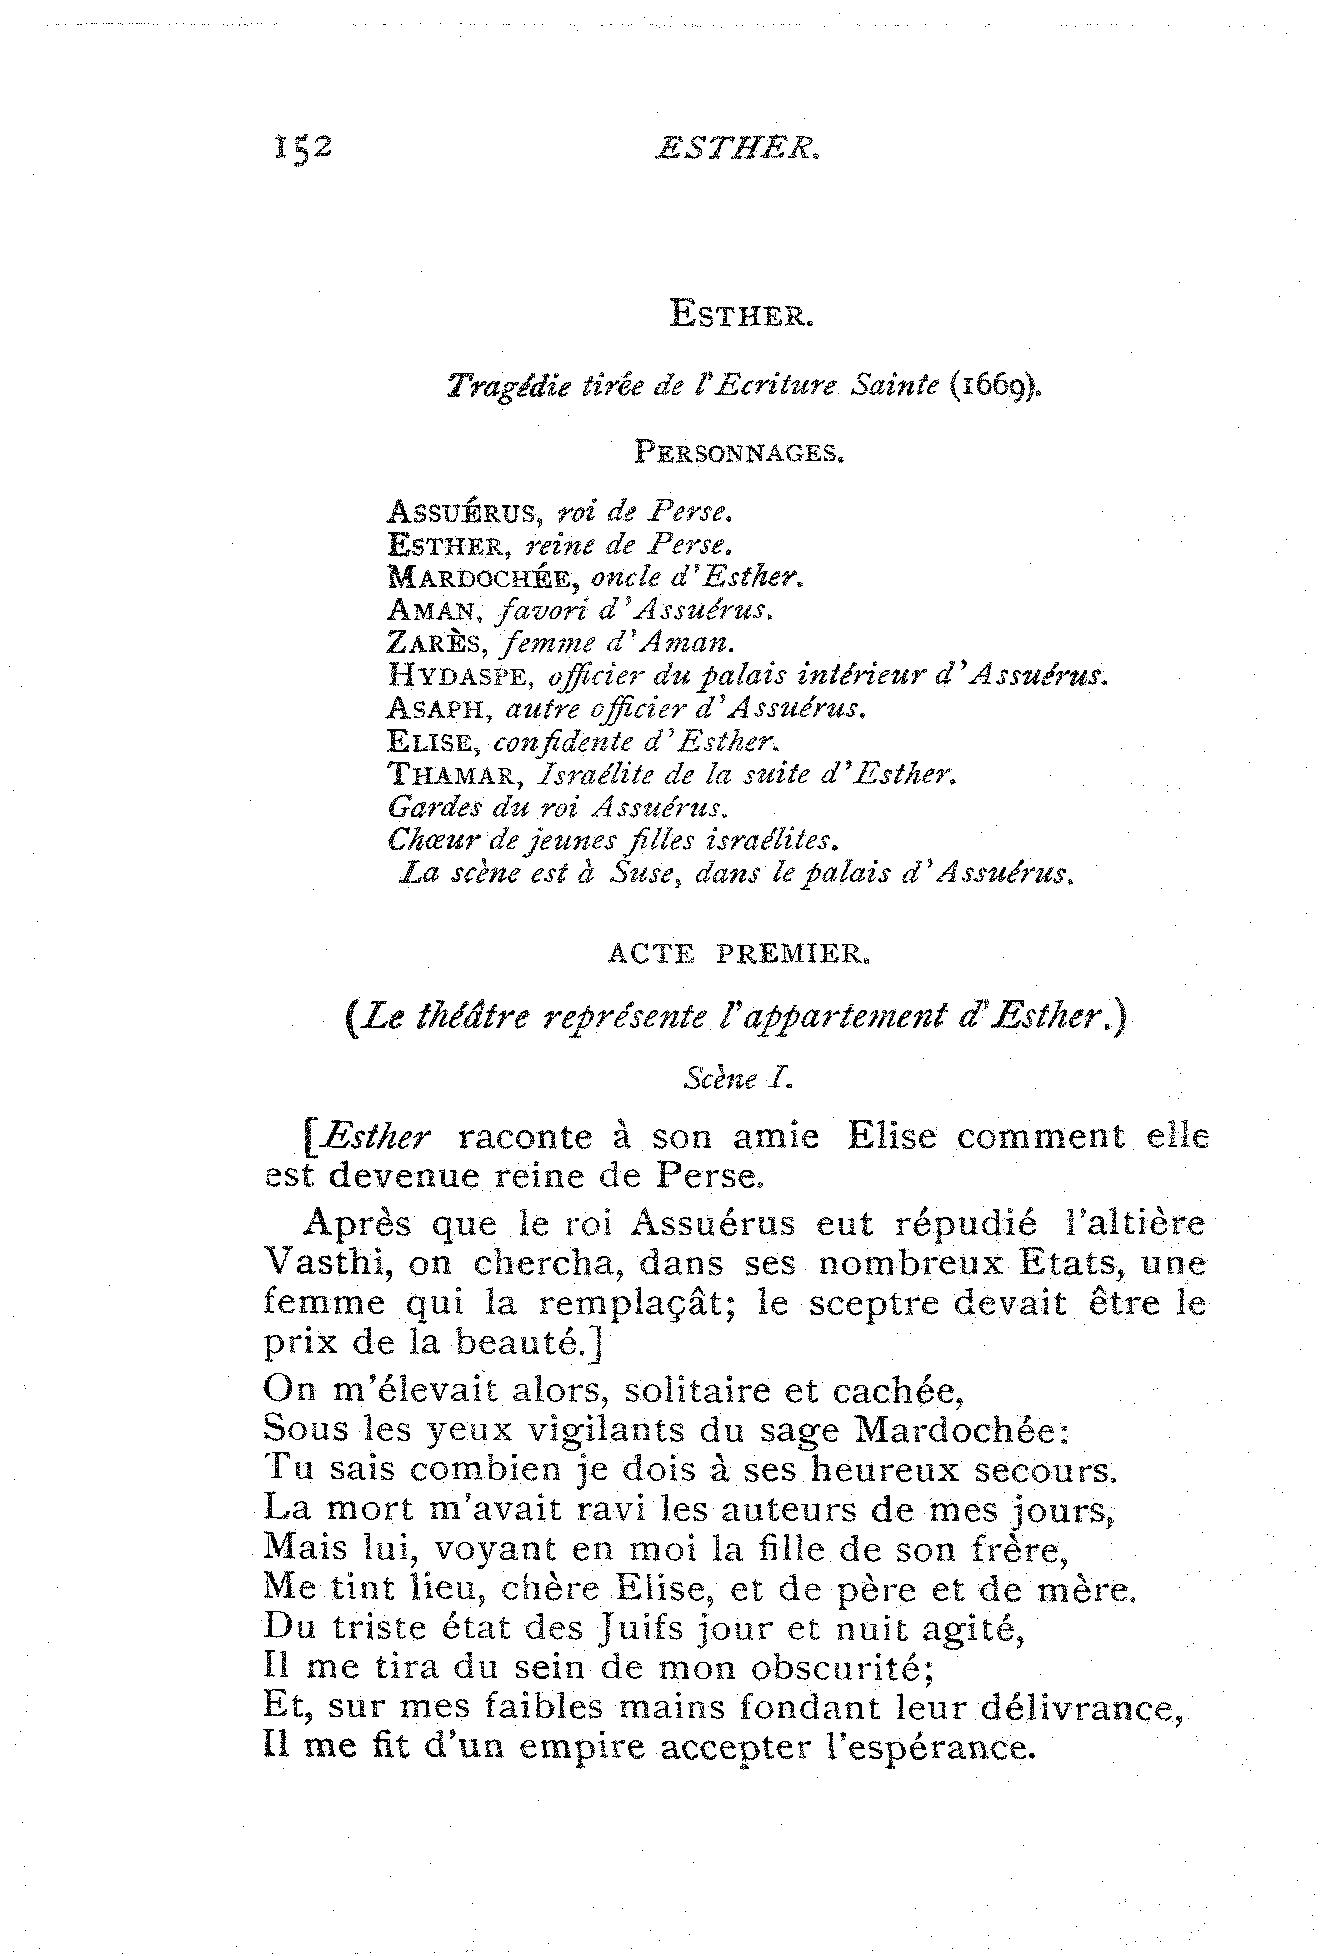 152 ESTHER.
ESTHER.
Tragédie tirée de l'Ecriture Sainte (1669).
PERSONNAGES.
ASSUÉRUS, roi de Perse.
ESTHER, reine de Perse.
MARDOCHÉE, oncle d'Esther.
AMAN, favori d'Assuérus.
ZARÈS, femme d'Aman.
HYDASPE, officier du palais intérieur d'Assuérus.
ASAPH, autre officier d'Assuérus.
ELISE, confidente d'Esther.
THAMAR, Israélite de la suite d'Esther.
Gardes du roi Assuérus.
Chœur de jeunes filles israélites.
La scène est à Suse, dans le palais d'Assuérus.
ACTE PREMIER.
(Le théâtre représente l'appartement d'Esther.)
Scène I.
[Esther raconte à son amie Elise comment elle
est devenue reine de Perse.
Après que le roi Assuérus eut répudié l'altière
Vasthi, on chercha, dans ses nombreux Etats, une
femme qui la remplaçât; le sceptre devait être le
prix de la beauté.]
On m'élevait alors, solitaire et cachée,
Sous les yeux vigilants du sage Mardochée:
Tu sais combien je dois à ses heureux secours.
La mort m'avait ravi les auteurs de mes jours,
Mais lui, voyant en moi la fille de son frère,
Me tint lieu, chère Elise, et de père et de mère.
Du triste état des Juifs jour et nuit agité,
Il me tira du sein de mon obscurité;
Et, sur mes faibles mains fondant leur délivrance,
Il me fit d'un empire accepter l'espérance.